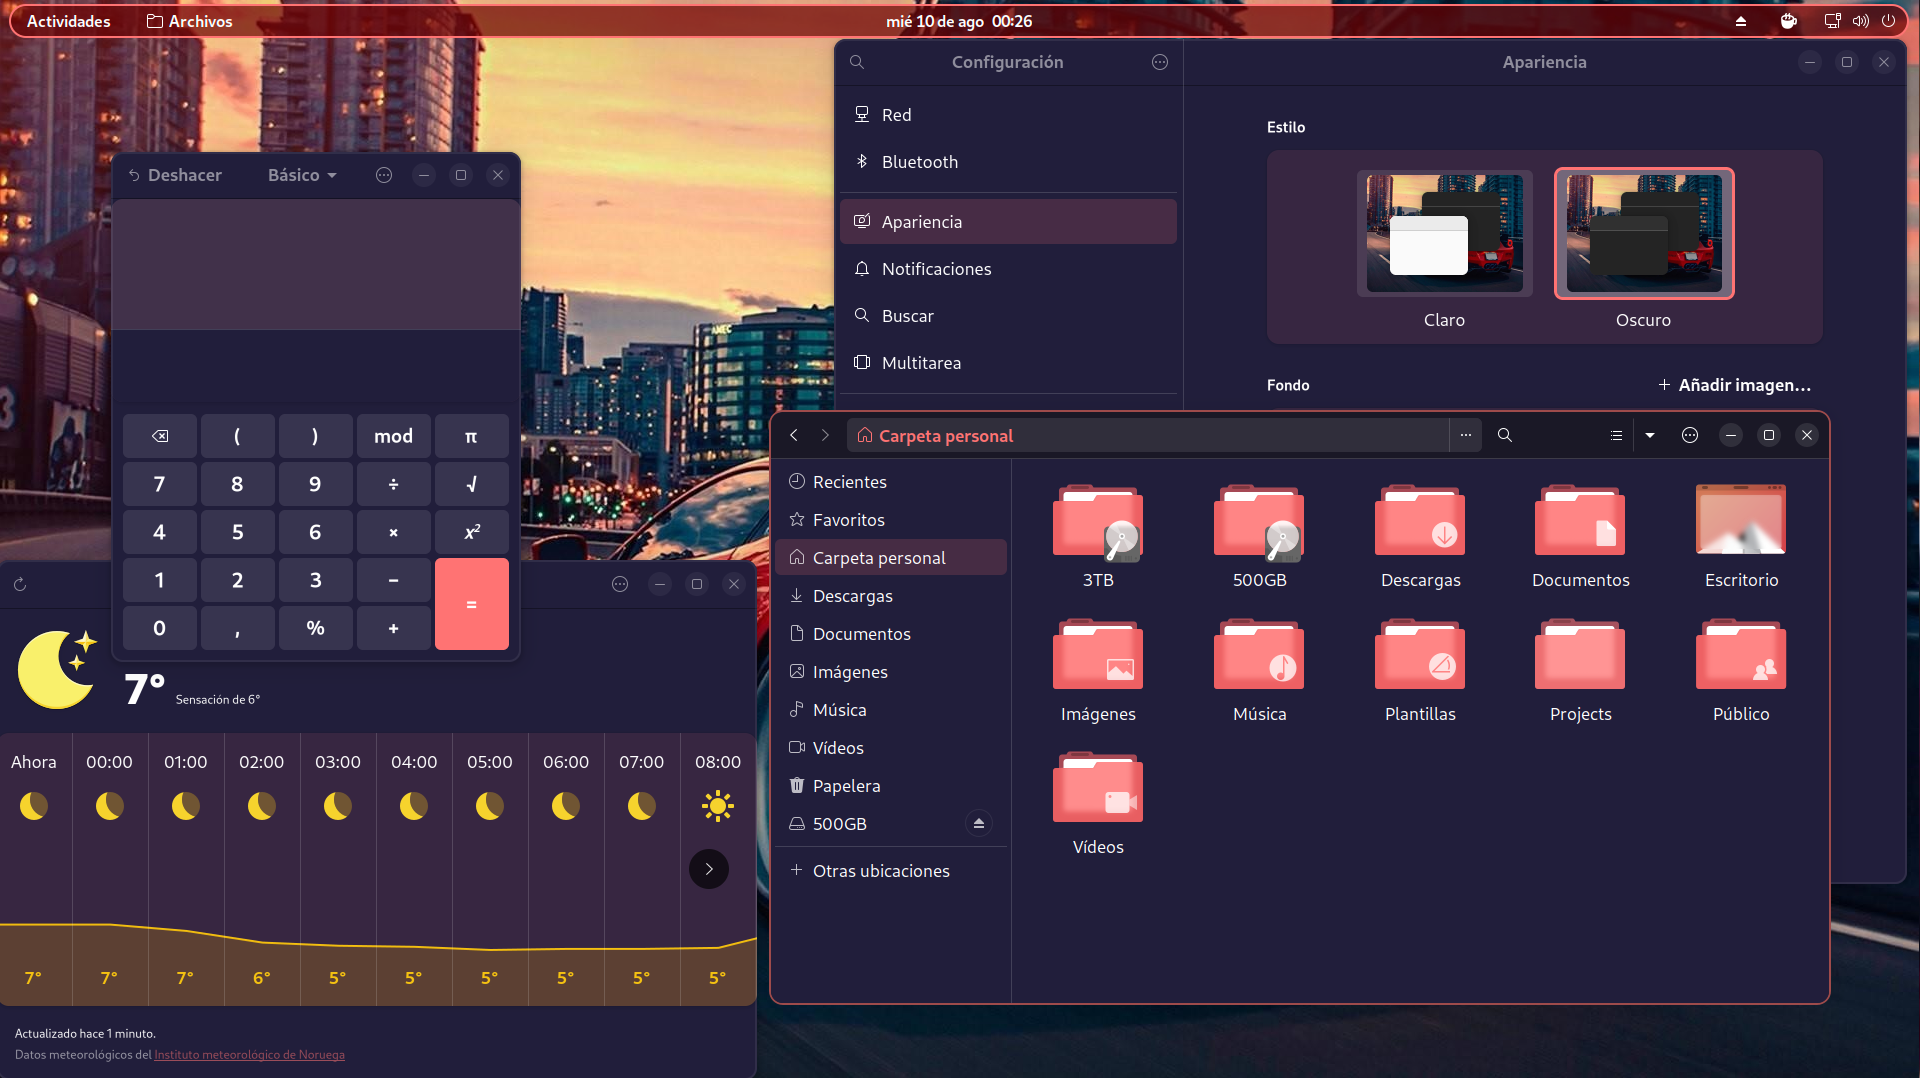 Actividades
Archivos
mié 10 de ago 00:26
Configuración
Apariencia
Red
Bluetooth
Apariencia
Notificaciones
Buscar
Multitarea
Estilo
Claro
Oscuro
Fondo
+ Añadir imagen...
Deshacer
Básico
( ) mod π
7 8 9 ÷ √
4 5 6 × x²
1 2 3 −
=
0 , % +
AMEC
3
Carpeta personal
Recientes
Favoritos
Carpeta personal
Descargas
Documentos
Imágenes
Música
Vídeos
Papelera
500GB
+ Otras ubicaciones
3TB
500GB
Descargas
Documentos
Escritorio
Imágenes
Música
Plantillas
Projects
Público
Vídeos
7°
Sensación de 6°
Ahora 00:00 01:00 02:00 03:00 04:00 05:00 06:00 07:00 08:00
7° 7° 7° 6° 5° 5° 5° 5° 5° 5°
Actualizado hace 1 minuto.
Datos meteorológicos del Instituto meteorológico de Noruega